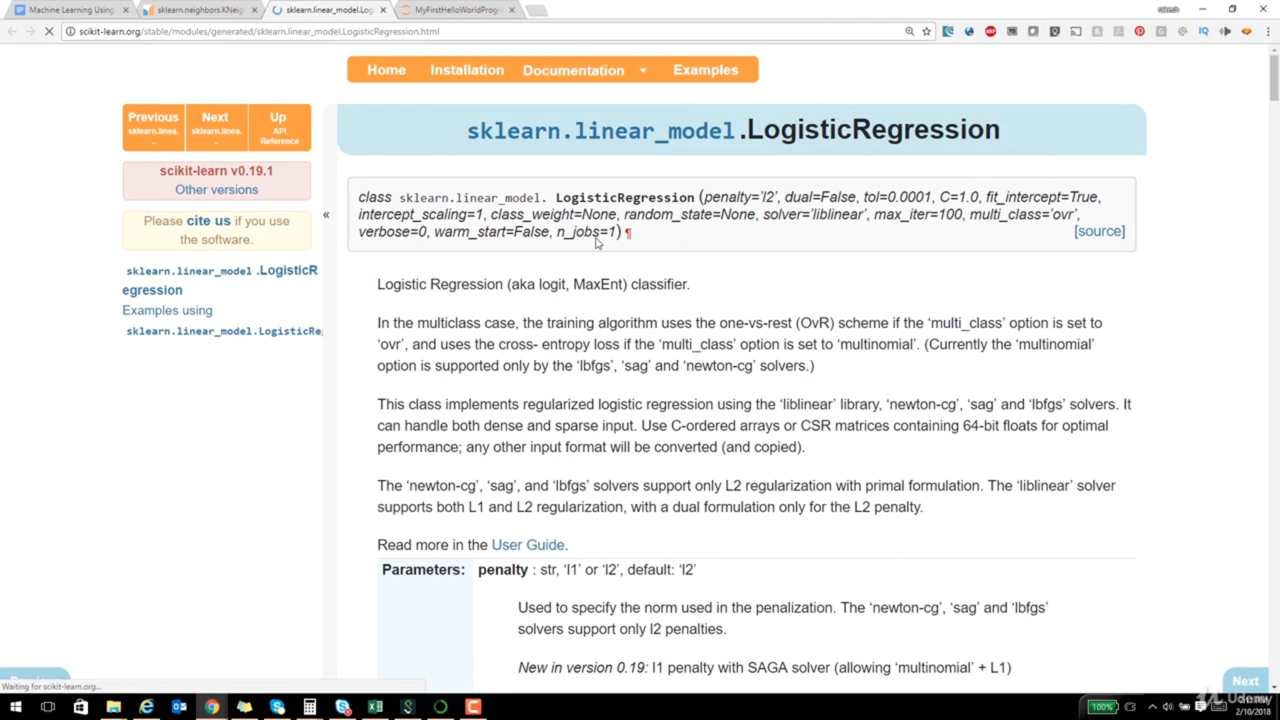 Machine Learning Using
sklearn.neighbors.KNeig
sklearn.linear_model.Log
MyFirstHelloWorldProgr
scikit-learn.org/stable/modules/generated/sklearn.linear_model.LogisticRegression.html
Home Installation Documentation Examples
Previous Next Up
sklearn.linea. sklearn.linea. API
.. .. Reference
scikit-learn v0.19.1
Other versions
Please cite us if you use
the software.
sklearn.linear_model .LogisticR
egression
Examples using
sklearn.linear_model.LogisticRe
«
sklearn.linear_model.LogisticRegression
class sklearn.linear_model. LogisticRegression (penalty='l2', dual=False, tol=0.0001, C=1.0, fit_intercept=True,
intercept_scaling=1, class_weight=None, random_state=None, solver='liblinear', max_iter=100, multi_class='ovr',
verbose=0, warm_start=False, n_jobs=1) ¶ [source]
Logistic Regression (aka logit, MaxEnt) classifier.
In the multiclass case, the training algorithm uses the one-vs-rest (OvR) scheme if the ‘multi_class’ option is set to
‘ovr’, and uses the cross- entropy loss if the ‘multi_class’ option is set to ‘multinomial’. (Currently the ‘multinomial’
option is supported only by the ‘lbfgs’, ‘sag’ and ‘newton-cg’ solvers.)
This class implements regularized logistic regression using the ‘liblinear’ library, ‘newton-cg’, ‘sag’ and ‘lbfgs’ solvers. It
can handle both dense and sparse input. Use C-ordered arrays or CSR matrices containing 64-bit floats for optimal
performance; any other input format will be converted (and copied).
The ‘newton-cg’, ‘sag’, and ‘lbfgs’ solvers support only L2 regularization with primal formulation. The ‘liblinear’ solver
supports both L1 and L2 regularization, with a dual formulation only for the L2 penalty.
Read more in the User Guide.
Parameters: penalty : str, ‘l1’ or ‘l2’, default: ‘l2’
Used to specify the norm used in the penalization. The ‘newton-cg’, ‘sag’ and ‘lbfgs’
solvers support only l2 penalties.
New in version 0.19: l1 penalty with SAGA solver (allowing ‘multinomial’ + L1)
Next
Waiting for scikit-learn.org...
Udemy
100%
2/10/2018